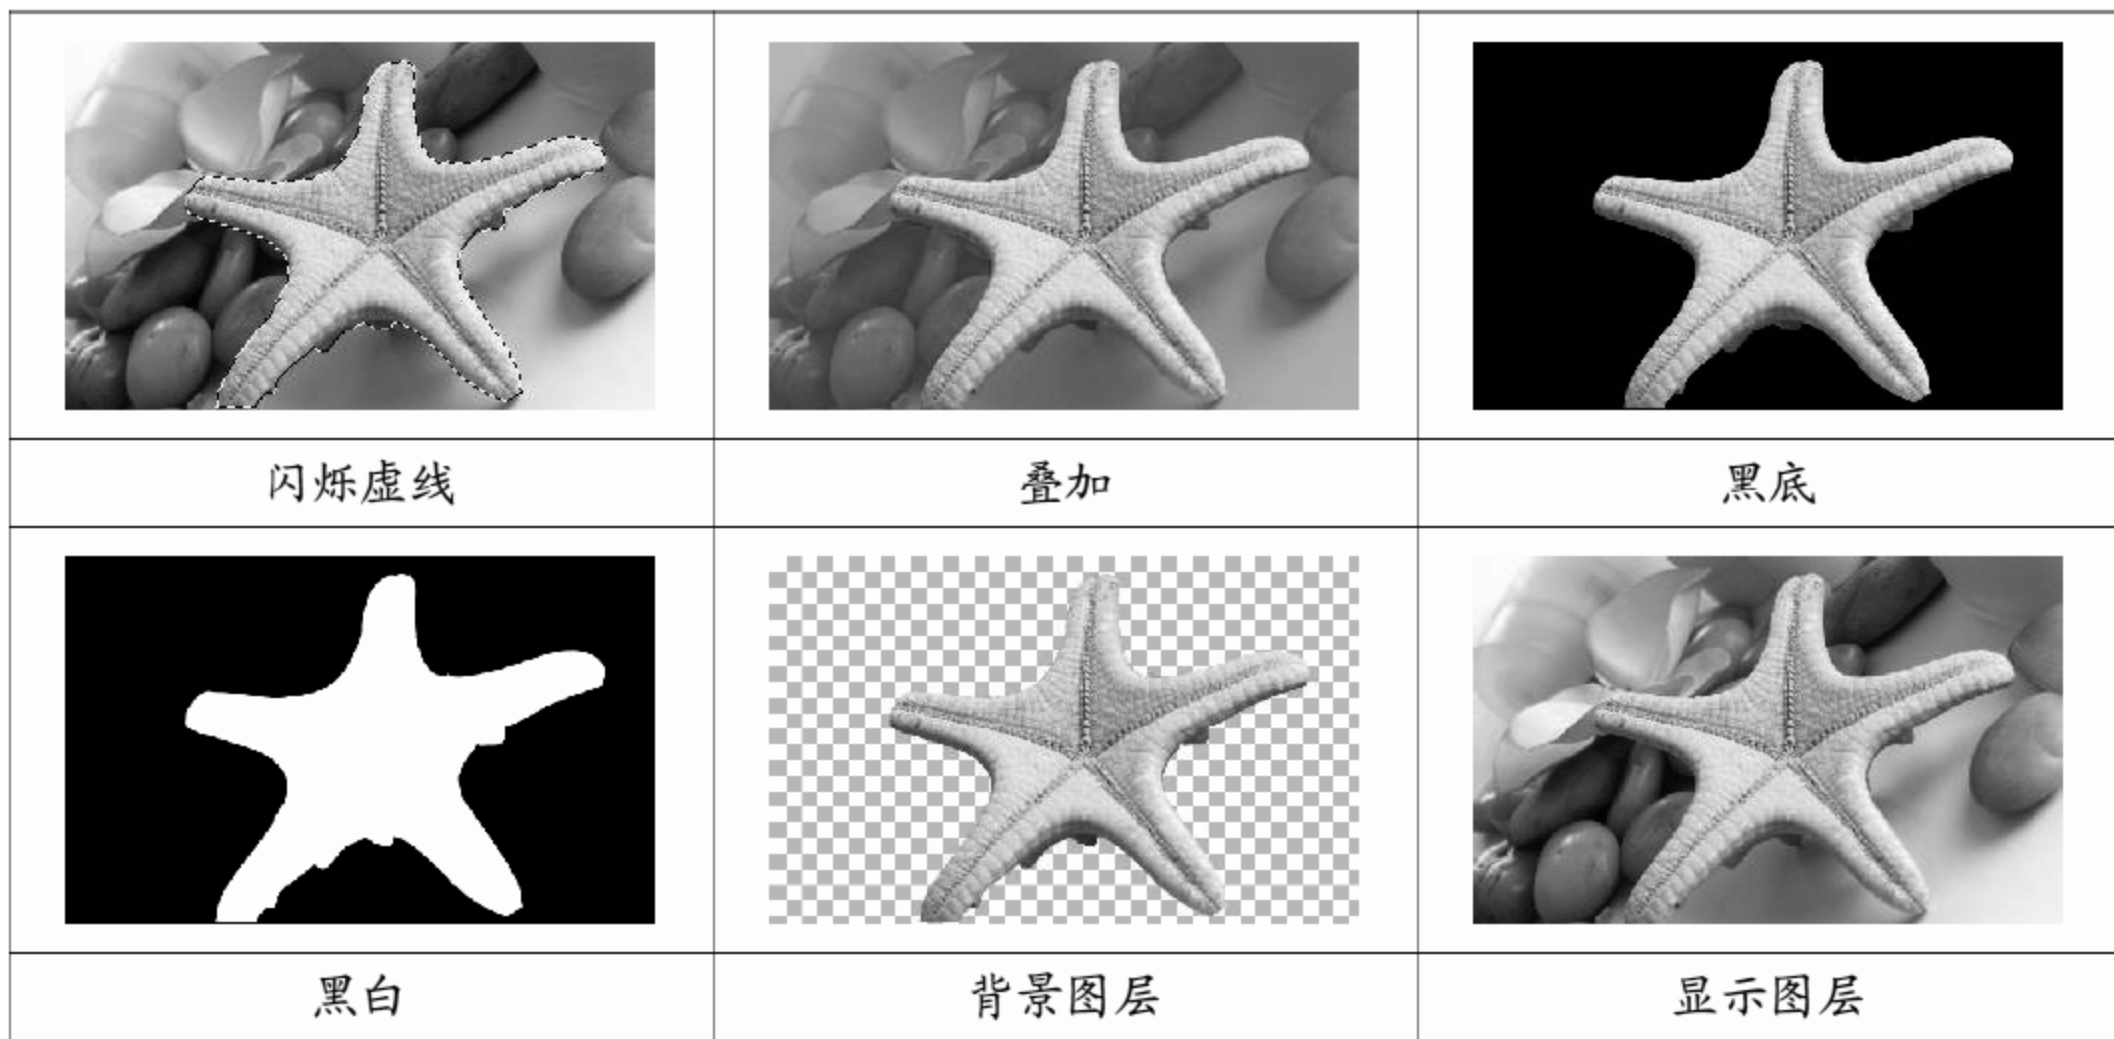 闪烁虚线
叠加
黑底
黑白
背景图层
显示图层